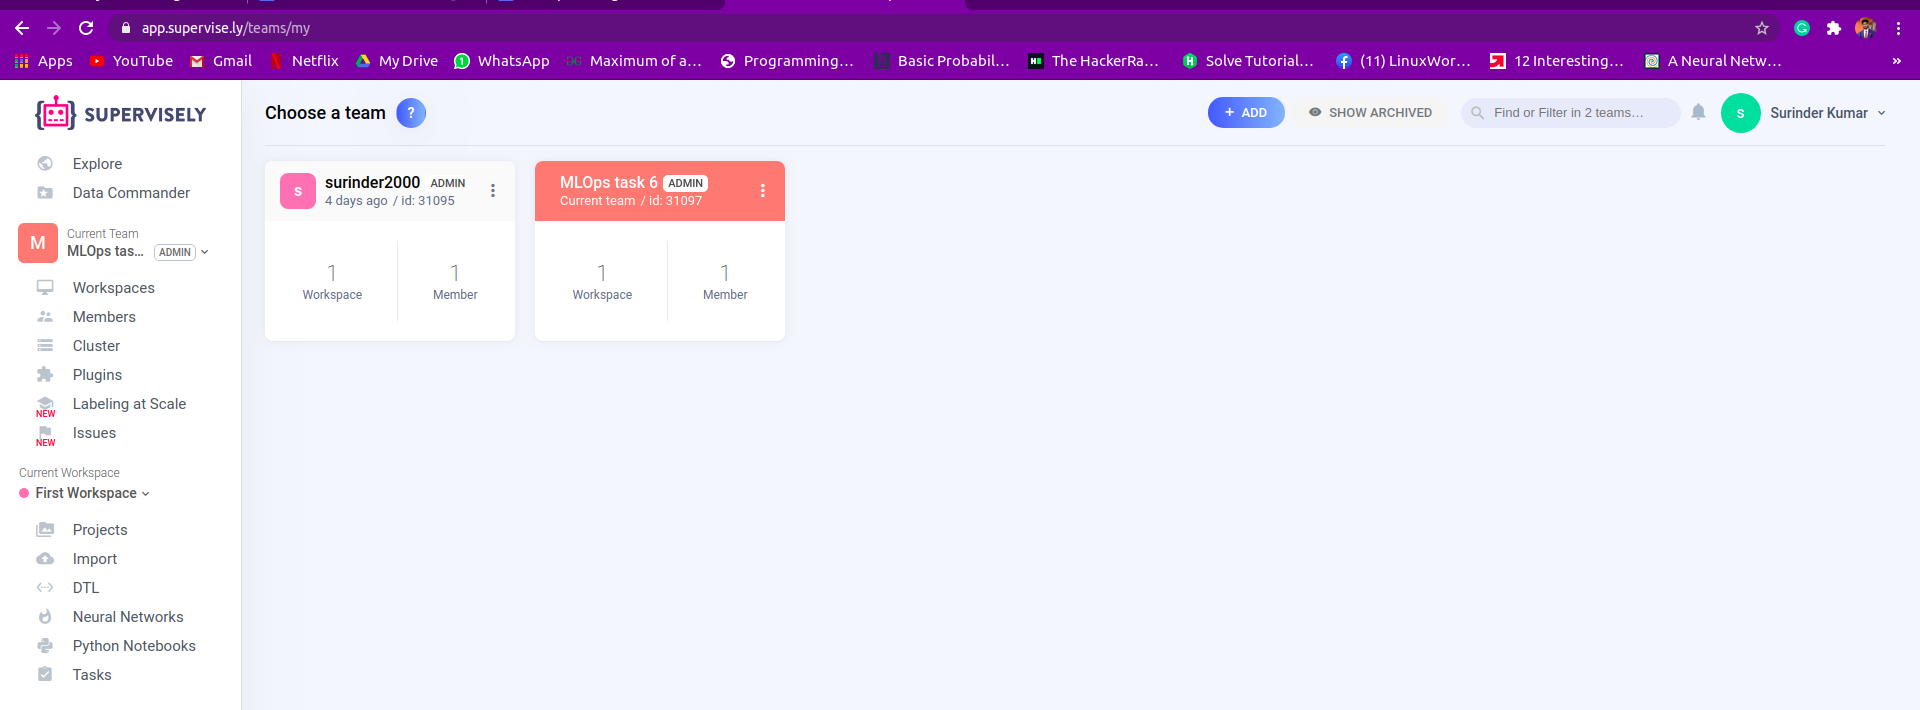 app.supervise.ly/teams/my
Apps YouTube Gmail Netflix My Drive WhatsApp Maximum of a... Programming... Basic Probabil... The HackerRa... Solve Tutorial... (11) LinuxWor... 12 Interesting... A Neural Netw... »
SUPERVISELY
Explore
Data Commander
Current Team
M MLOps tas... ADMIN
Workspaces
Members
Cluster
Plugins
Labeling at Scale
NEW
Issues
NEW
Current Workspace
First Workspace
Projects
Import
DTL
Neural Networks
Python Notebooks
Tasks
Choose a team ?
+ ADD SHOW ARCHIVED Find or Filter in 2 teams... S Surinder Kumar
S surinder2000 ADMIN
4 days ago / id: 31095
1 1
Workspace Member
MLOps task 6 ADMIN
Current team / id: 31097
1 1
Workspace Member